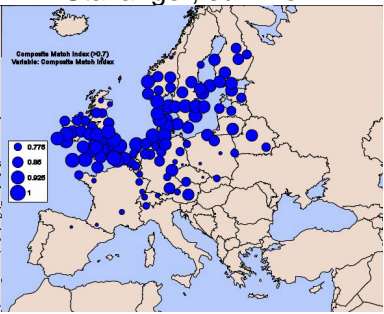 Composite Match Index (>0.7)
Variable: Composite Match Index
0.775
0.85
0.925
1